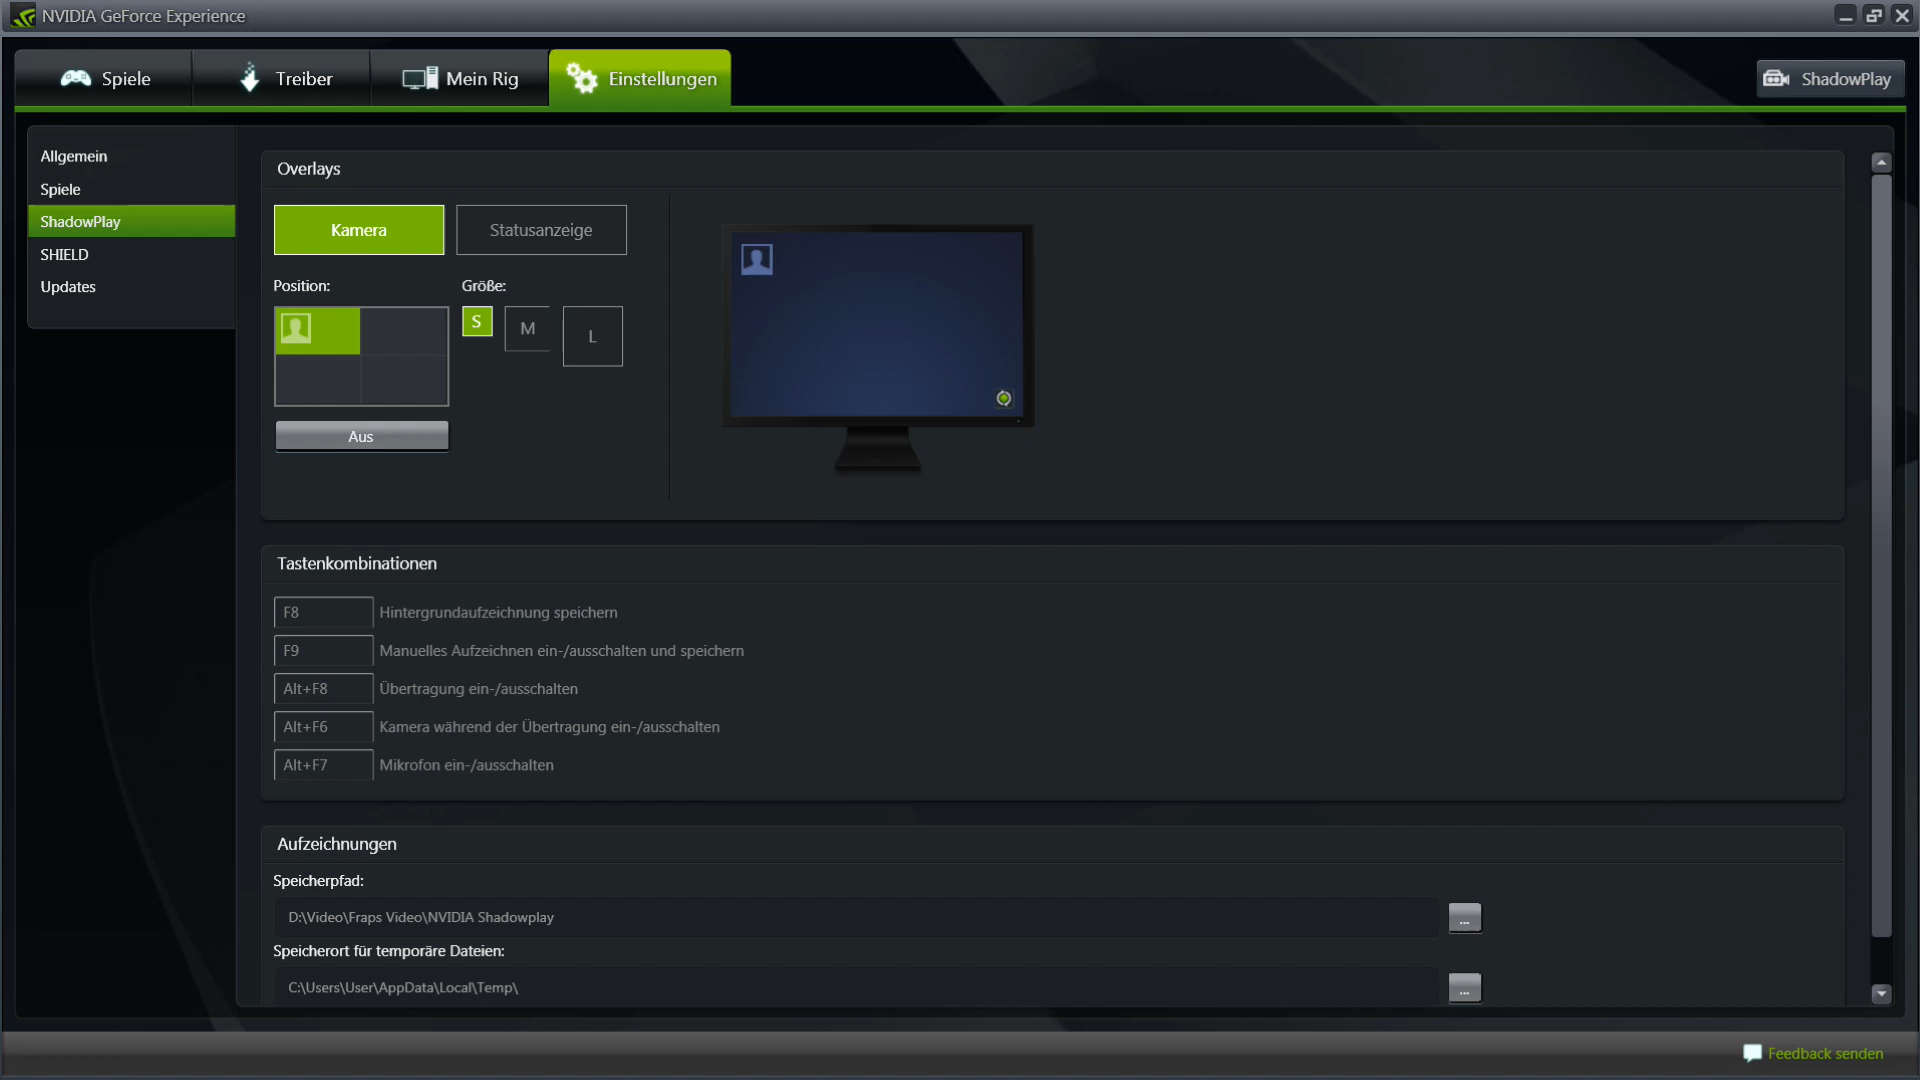 NVIDIA GeForce Experience
Spiele
Treiber
Mein Rig
Einstellungen
ShadowPlay
Allgemein
Spiele
ShadowPlay
SHIELD
Updates
Overlays
Kamera
Statusanzeige
Position:
Größe:
S
M
L
Aus
Tastenkombinationen
F8 Hintergrundaufzeichnung speichern
F9 Manuelles Aufzeichnen ein-/ausschalten und speichern
Alt+F8 Übertragung ein-/ausschalten
Alt+F6 Kamera während der Übertragung ein-/ausschalten
Alt+F7 Mikrofon ein-/ausschalten
Aufzeichnungen
Speicherpfad:
D:\Video\Fraps Video\NVIDIA Shadowplay
...
Speicherort für temporäre Dateien:
C:\Users\User\AppData\Local\Temp\
...
Feedback senden